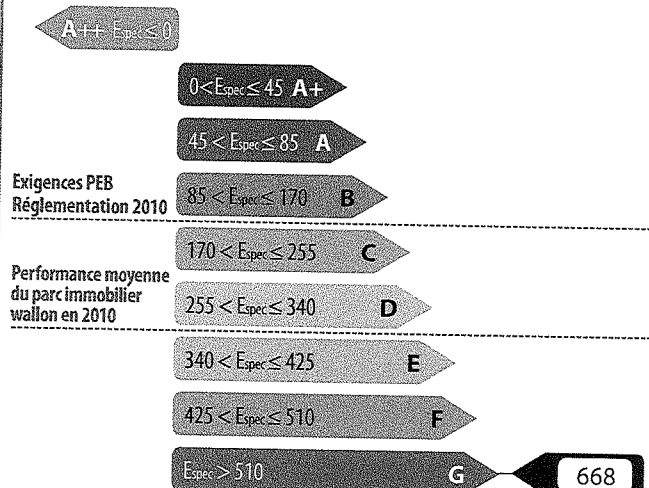 A++ Espec ≤ 0
0 < Espec ≤ 45 A+
45 < Espec ≤ 85 A
Exigences PEB
Réglementation 2010
85 < Espec ≤ 170 B
170 < Espec ≤ 255 C
Performance moyenne
du parc immobilier
wallon en 2010
255 < Espec ≤ 340 D
340 < Espec ≤ 425 E
425 < Espec ≤ 510 F
Espec > 510 G
668